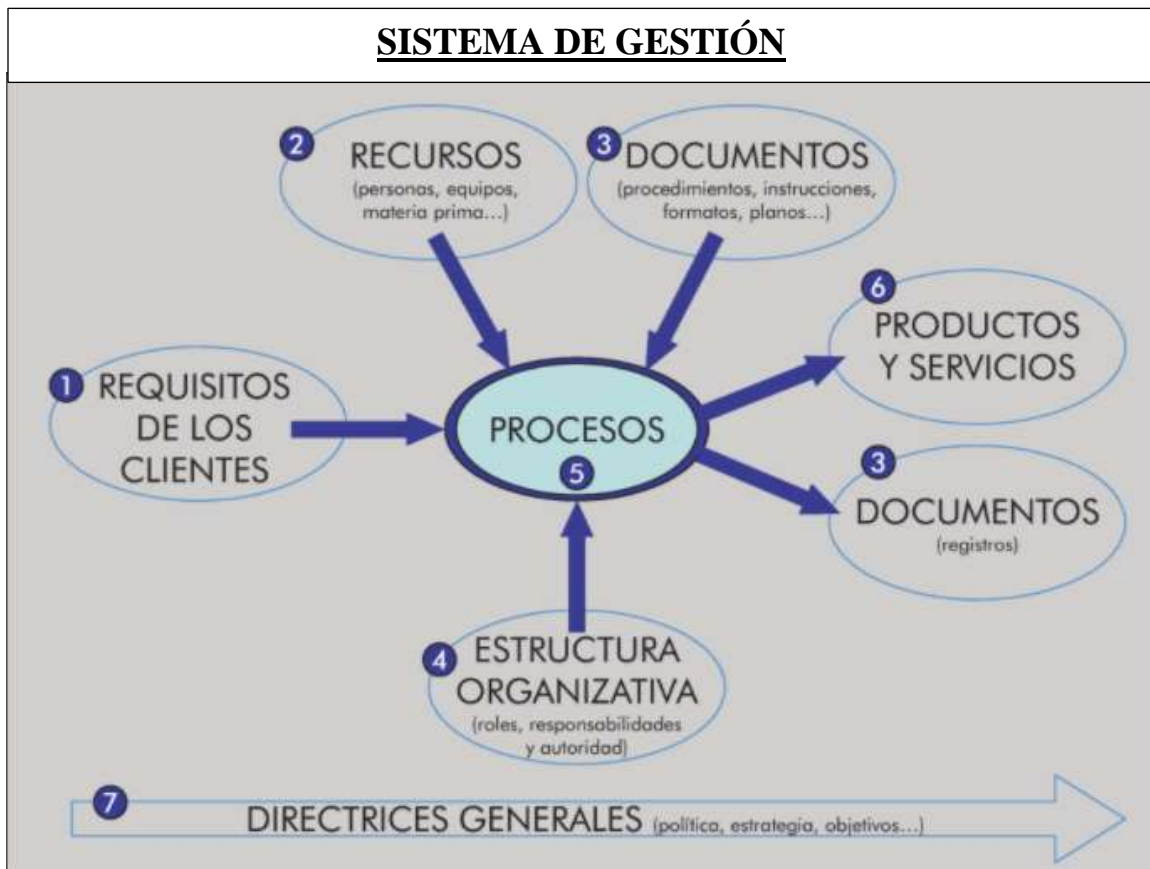 SISTEMA DE GESTIÓN
2
RECURSOS
(personas, equipos,
materia prima...)
3
DOCUMENTOS
(procedimientos, instrucciones,
formatos, planos...)
6
PRODUCTOS
Y SERVICIOS
1
REQUISITOS
DE LOS
CLIENTES
PROCESOS
5
3
DOCUMENTOS
(registros)
4
ESTRUCTURA
ORGANIZATIVA
(roles, responsabilidades
y autoridad)
7
DIRECTRICES GENERALES (política, estrategia, objetivos...)